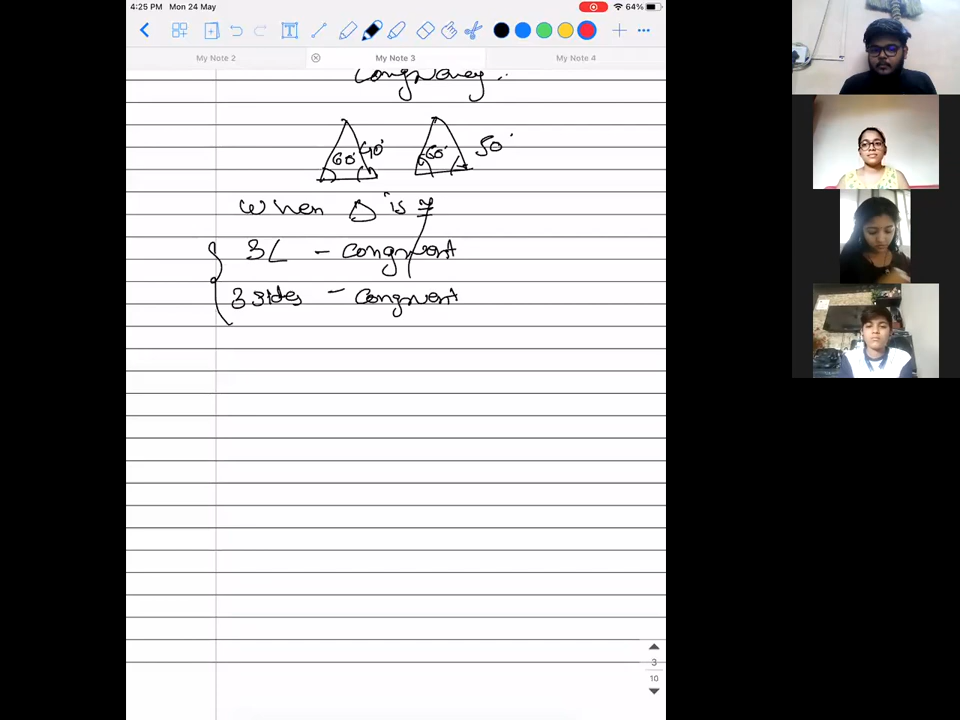 4:25 PM Mon 24 May
64%
My Note 2
My Note 3
My Note 4
Congruency
60° 40° 60° 50°
When Δ is ≅
3∠ - congruent
3 sides - congruent
3
10